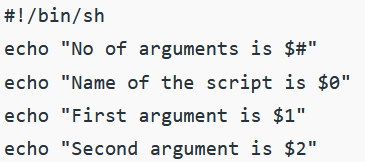 #!/bin/sh
echo "No of arguments is $#"
echo "Name of the script is $0"
echo "First argument is $1"
echo "Second argument is $2"